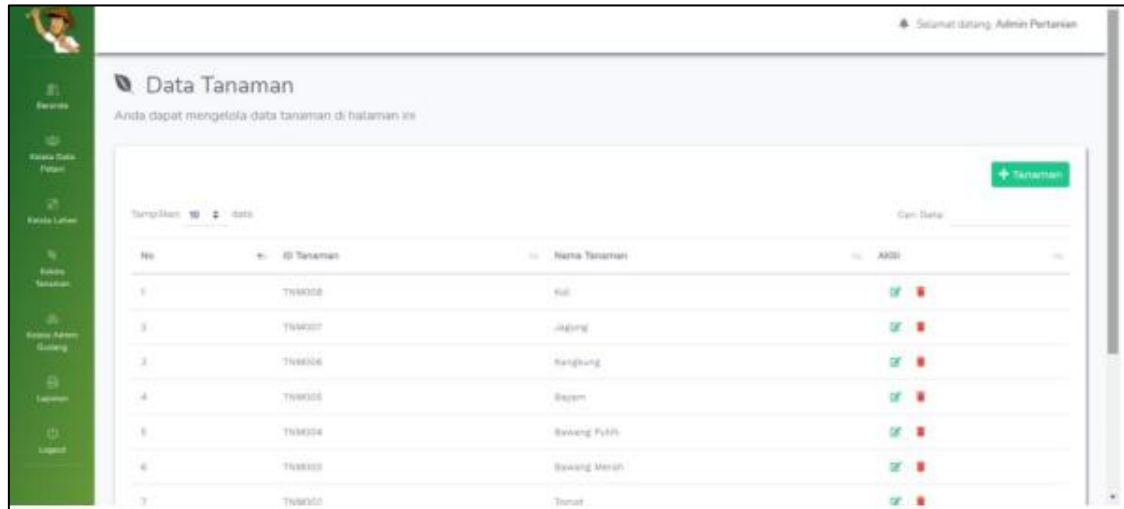 Selamat datang, Admin Pertanian
Beranda
Kelola Data
Petani
Kelola Lahan
Kelola
Tanaman
Kelola Admin
Gudang
Laporan
Logout
Data Tanaman
Anda dapat mengelola data tanaman di halaman ini
+ Tanaman
Tampilkan 10 data
Cari Data:
No ID Tanaman Nama Tanaman AKSI
1 TNM008 Kol
2 TNM007 Jagung
3 TNM006 Kangkung
4 TNM005 Bayam
5 TNM004 Bawang Putih
6 TNM003 Bawang Merah
7 TNM002 Tomat